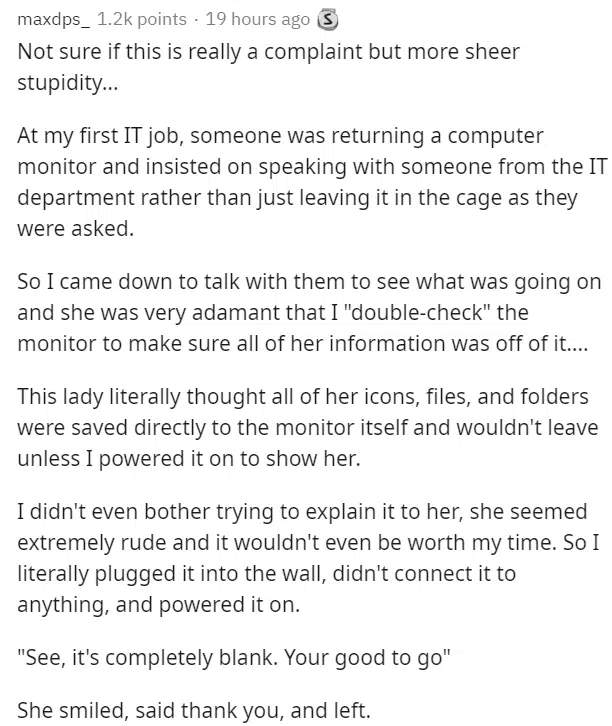 maxdps_ 1.2k points · 19 hours ago S
Not sure if this is really a complaint but more sheer
stupidity...
At my first IT job, someone was returning a computer
monitor and insisted on speaking with someone from the IT
department rather than just leaving it in the cage as they
were asked.
So I came down to talk with them to see what was going on
and she was very adamant that I "double-check" the
monitor to make sure all of her information was off of it....
This lady literally thought all of her icons, files, and folders
were saved directly to the monitor itself and wouldn't leave
unless I powered it on to show her.
I didn't even bother trying to explain it to her, she seemed
extremely rude and it wouldn't even be worth my time. So I
literally plugged it into the wall, didn't connect it to
anything, and powered it on.
"See, it's completely blank. Your good to go"
She smiled, said thank you, and left.